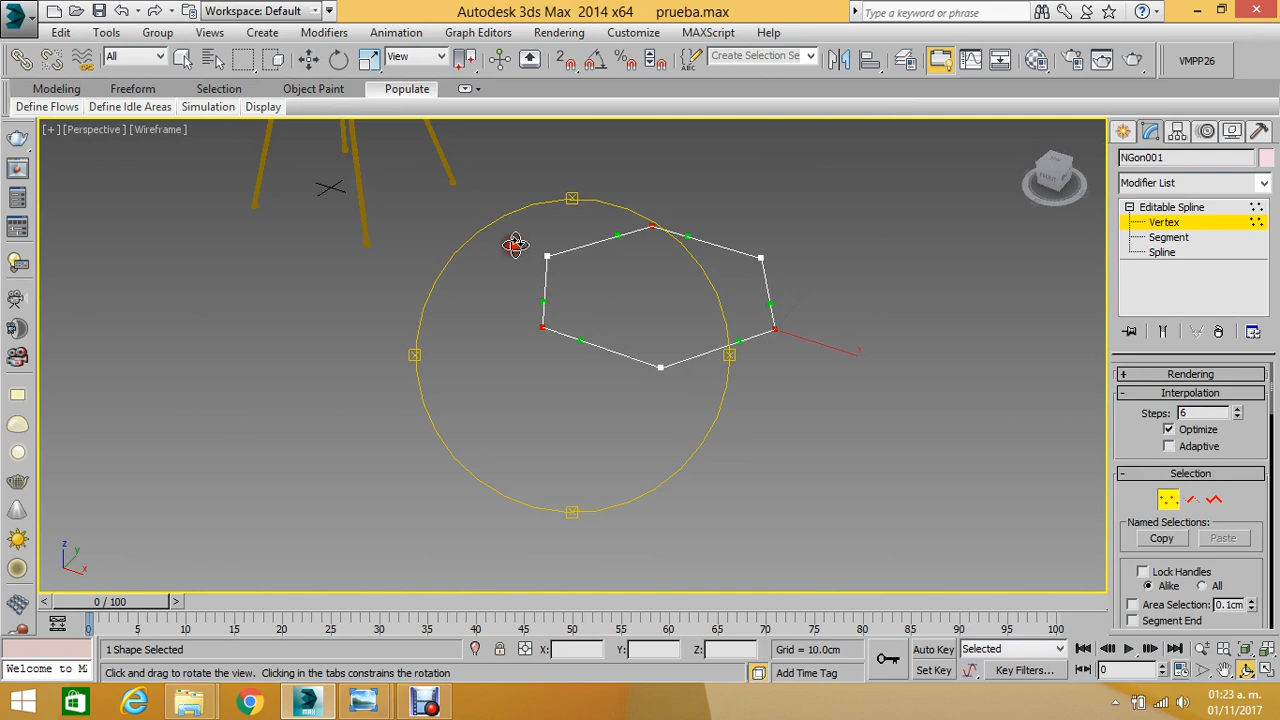 Workspace: Default
Autodesk 3ds Max 2014 x64 prueba.max
Type a keyword or phrase
Edit Tools Group Views Create Modifiers Animation Graph Editors Rendering Customize MAXScript Help
MAX
All
View
Create Selection Se
VMPP26
Modeling Freeform Selection Object Paint Populate
Define Flows Define Idle Areas Simulation Display
[+] [Perspective] [Wireframe]
NGon001
Modifier List
Editable Spline
Vertex
Segment
Spline
x
Rendering
Interpolation
Steps: 6
Optimize
Adaptive
Selection
Named Selections:
Copy Paste
Lock Handles
Alike All
Area Selection: 0.1cm
Segment End
z
y
x
0 / 100
0 5 10 15 20 25 30 35 40 45 50 55 60 65 70 75 80 85 90 95 100
1 Shape Selected
X: Y: Z: Grid = 10.0cm
Auto Key Selected
0
Welcome to M
Click and drag to rotate the view. Clicking in the tabs constrains the rotation
Add Time Tag
Set Key Key Filters...
01:23 a. m.
01/11/2017